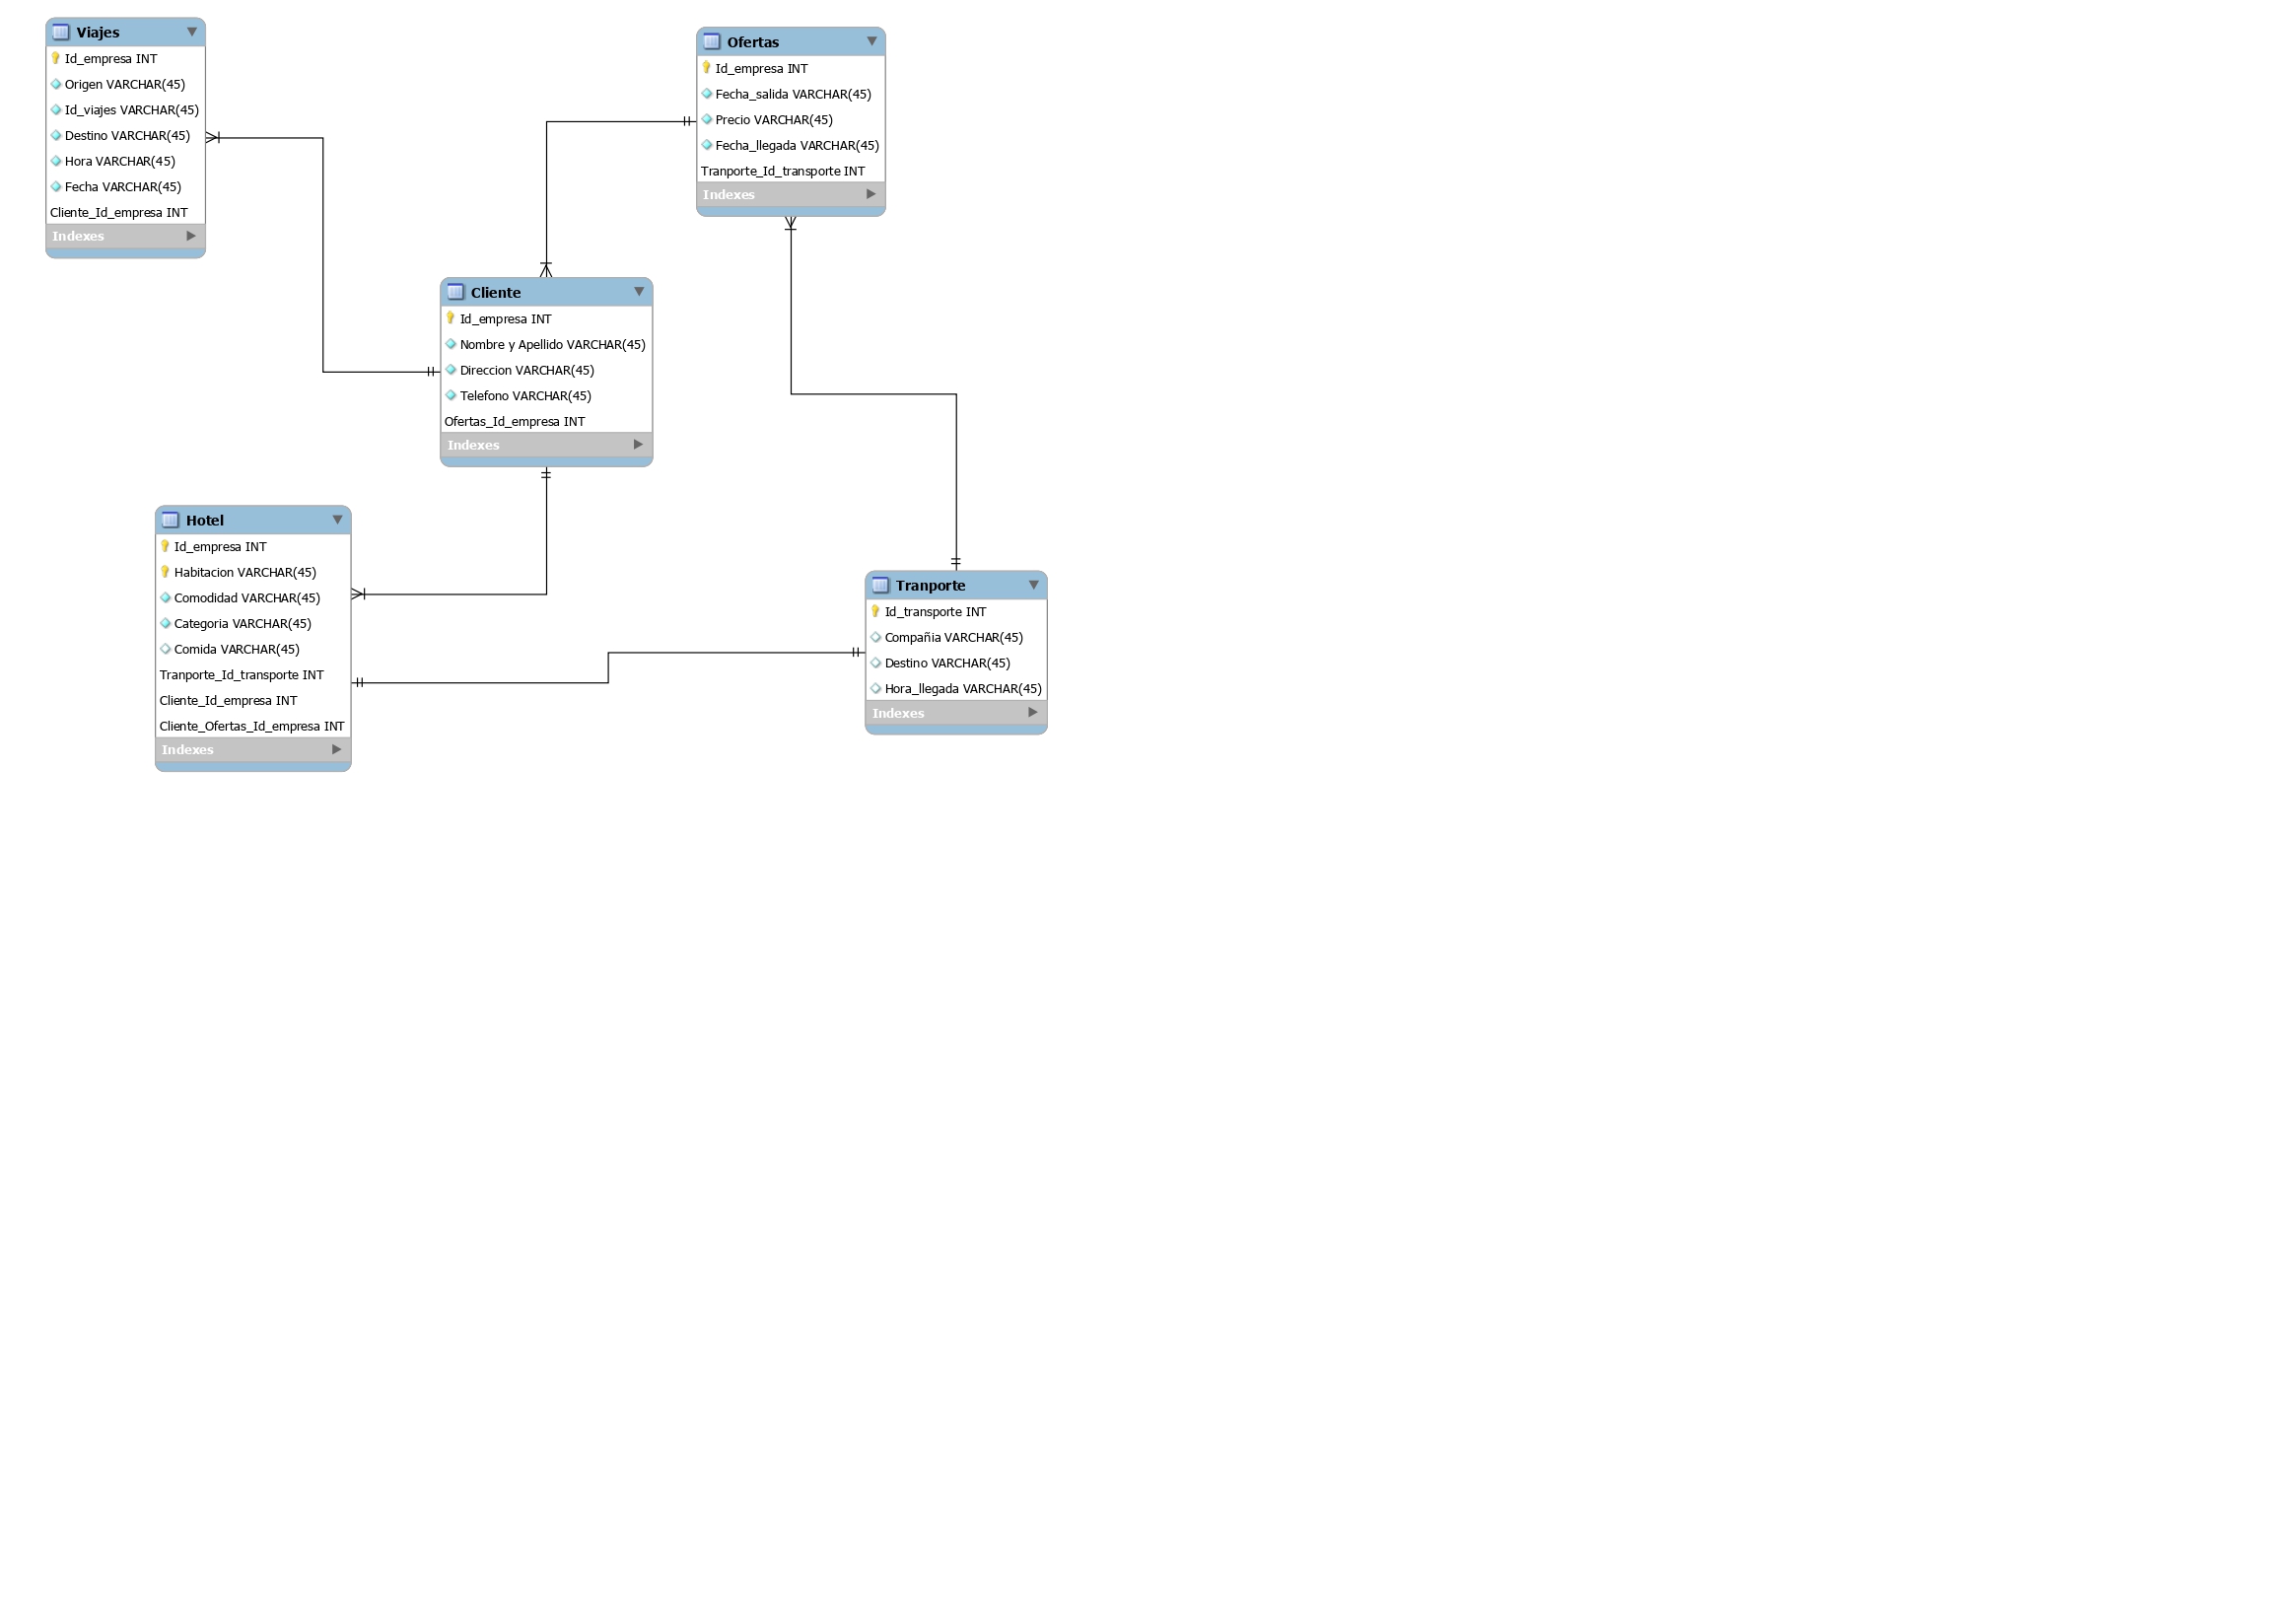 Viajes
Id_empresa INT
Origen VARCHAR(45)
Id_viajes VARCHAR(45)
Destino VARCHAR(45)
Hora VARCHAR(45)
Fecha VARCHAR(45)
Cliente_Id_empresa INT
Indexes
Ofertas
Id_empresa INT
Fecha_salida VARCHAR(45)
Precio VARCHAR(45)
Fecha_llegada VARCHAR(45)
Tranporte_Id_transporte INT
Indexes
Cliente
Id_empresa INT
Nombre y Apellido VARCHAR(45)
Direccion VARCHAR(45)
Telefono VARCHAR(45)
Ofertas_Id_empresa INT
Indexes
Hotel
Id_empresa INT
Habitacion VARCHAR(45)
Comodidad VARCHAR(45)
Categoria VARCHAR(45)
Comida VARCHAR(45)
Tranporte_Id_transporte INT
Cliente_Id_empresa INT
Cliente_Ofertas_Id_empresa INT
Indexes
Tranporte
Id_transporte INT
Compañia VARCHAR(45)
Destino VARCHAR(45)
Hora_llegada VARCHAR(45)
Indexes